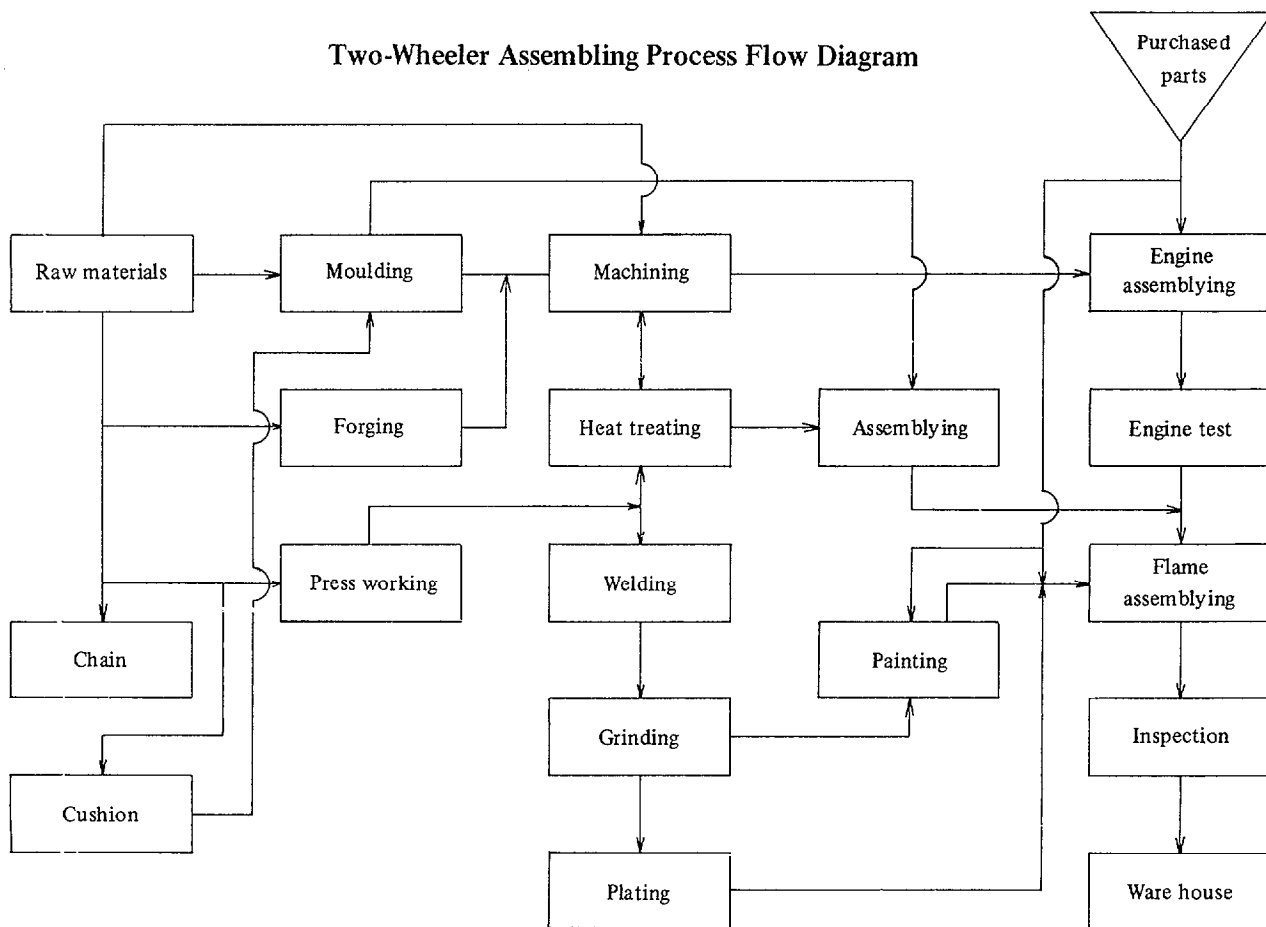 Two-Wheeler Assembling Process Flow Diagram
Purchased
parts
Raw materials
Moulding
Machining
Engine
assemblying
Forging
Heat treating
Assemblying
Engine test
Press working
Welding
Flame
assemblying
Chain
Painting
Grinding
Inspection
Cushion
Plating
Ware house